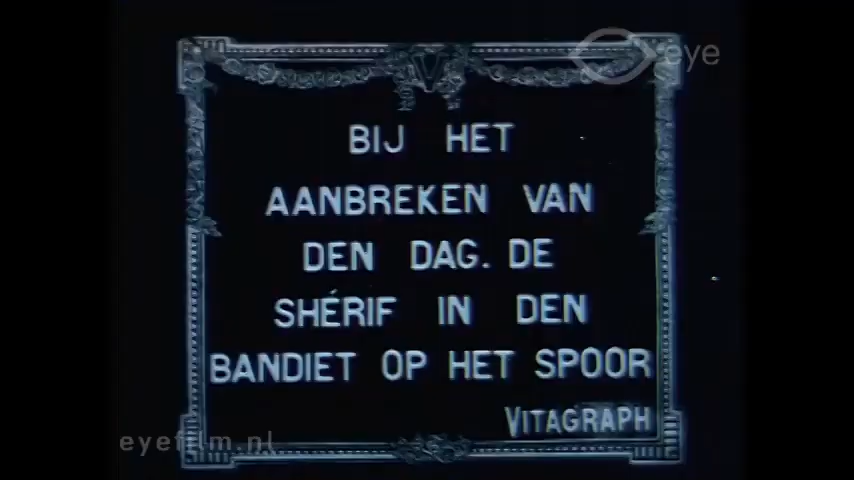 eye
V
BIJ HET
AANBREKEN VAN
DEN DAG. DE
SHÉRIF IN DEN
BANDIET OP HET SPOOR
VITAGRAPH
eyefilm.nl